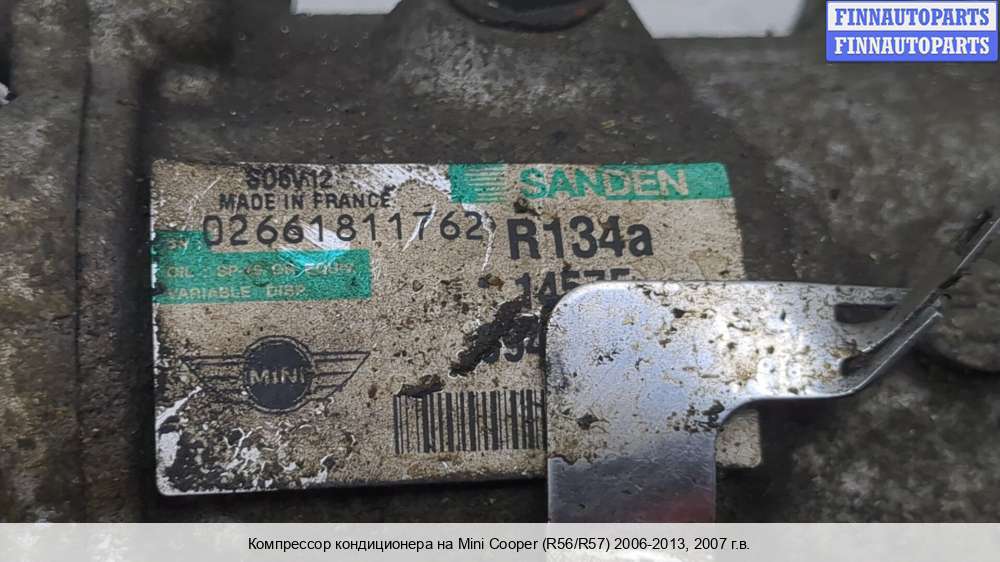 FINNAUTOPARTS
FINNAUTOPARTS
SD6V12
MADE IN FRANCE
SANDEN
02661811762
R134a
OIL : SP-10 OR EQUIV
VARIABLE DISP.
MINI
Компрессор кондиционера на Mini Cooper (R56/R57) 2006-2013, 2007 г.в.